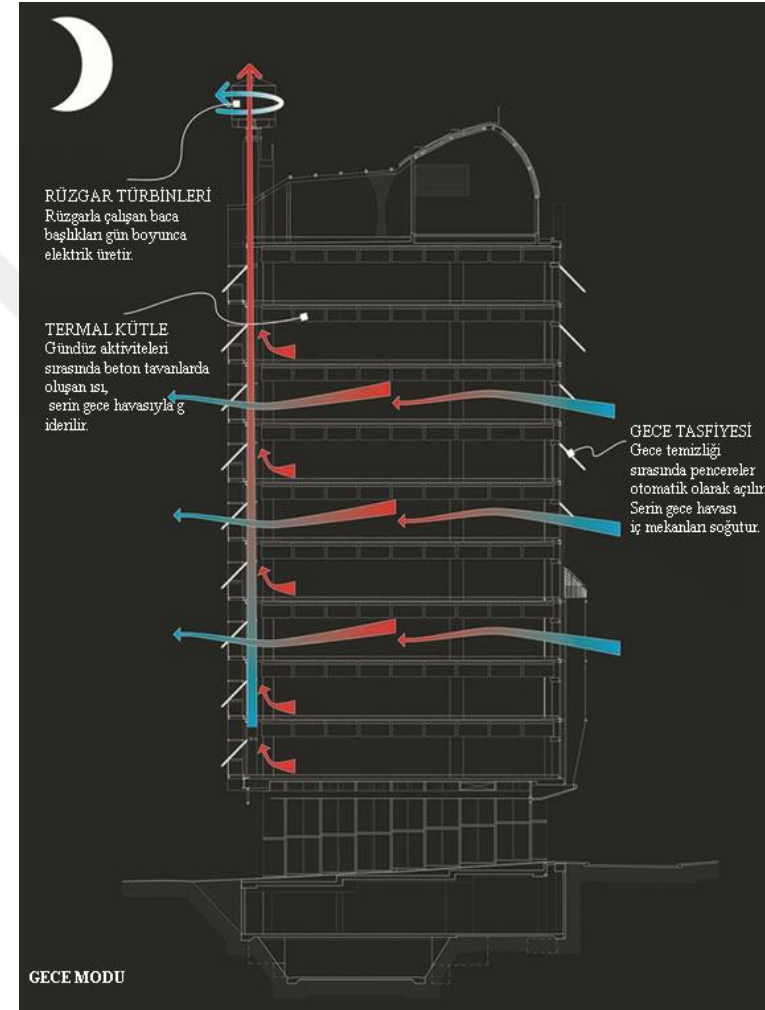 RÜZGAR TÜRBİNLERİ
Rüzgarla çalışan baca
başlıkları gün boyunca
elektrik üretir.
TERMAL KÜTLE
Gündüz aktiviteleri
sırasında beton tavanlarda
oluşan ısı,
serin gece havasıyla g
iderilir.
GECE TASFİYESİ
Gece temizliği
sırasında pencereler
otomatik olarak açılır
Serin gece havası
iç mekanları soğutur.
GECE MODU